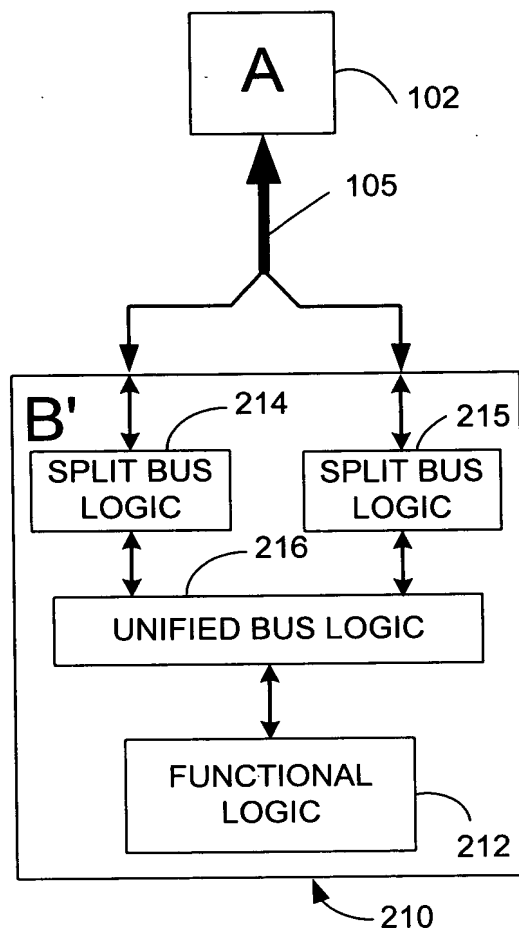 A
102
105
B'
214
215
SPLIT BUS
LOGIC
SPLIT BUS
LOGIC
216
UNIFIED BUS LOGIC
FUNCTIONAL
LOGIC
212
210